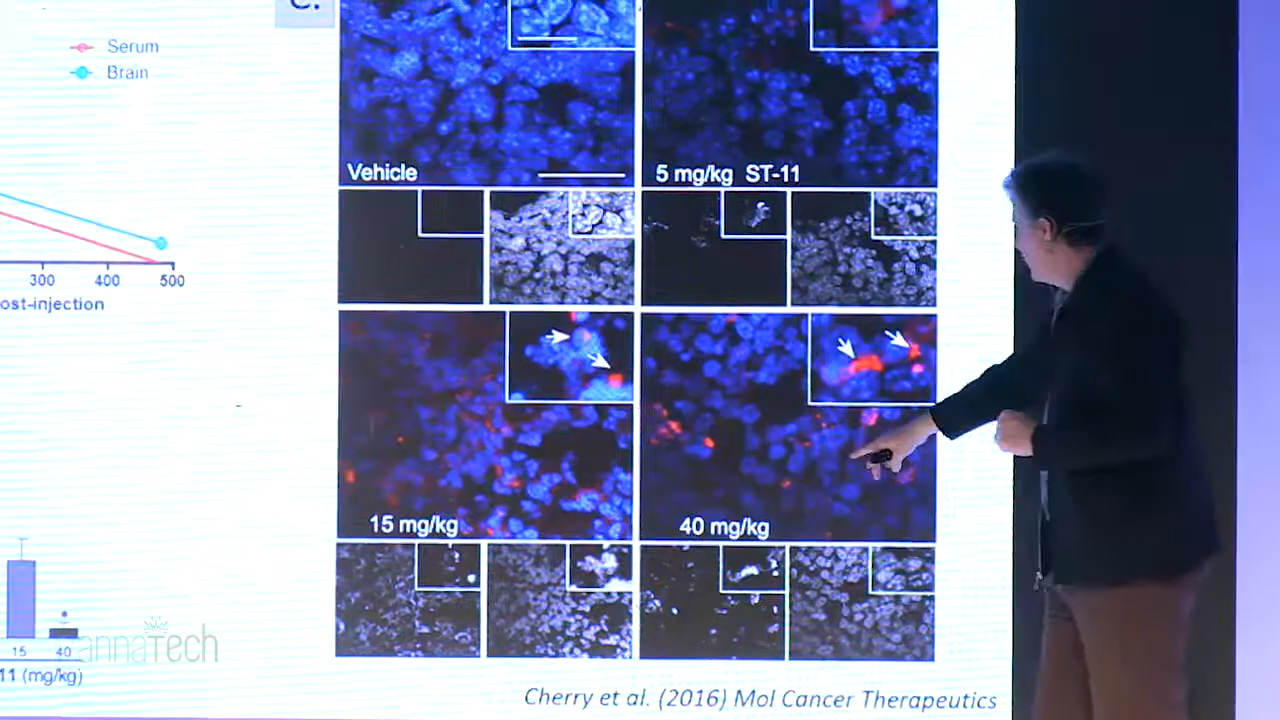 C.
Serum
Brain
Vehicle
5 mg/kg ST-11
300 400 500
ost-injection
15 mg/kg
40 mg/kg
15 40
11 (mg/kg)
annaTech
Cherry et al. (2016) Mol Cancer Therapeutics